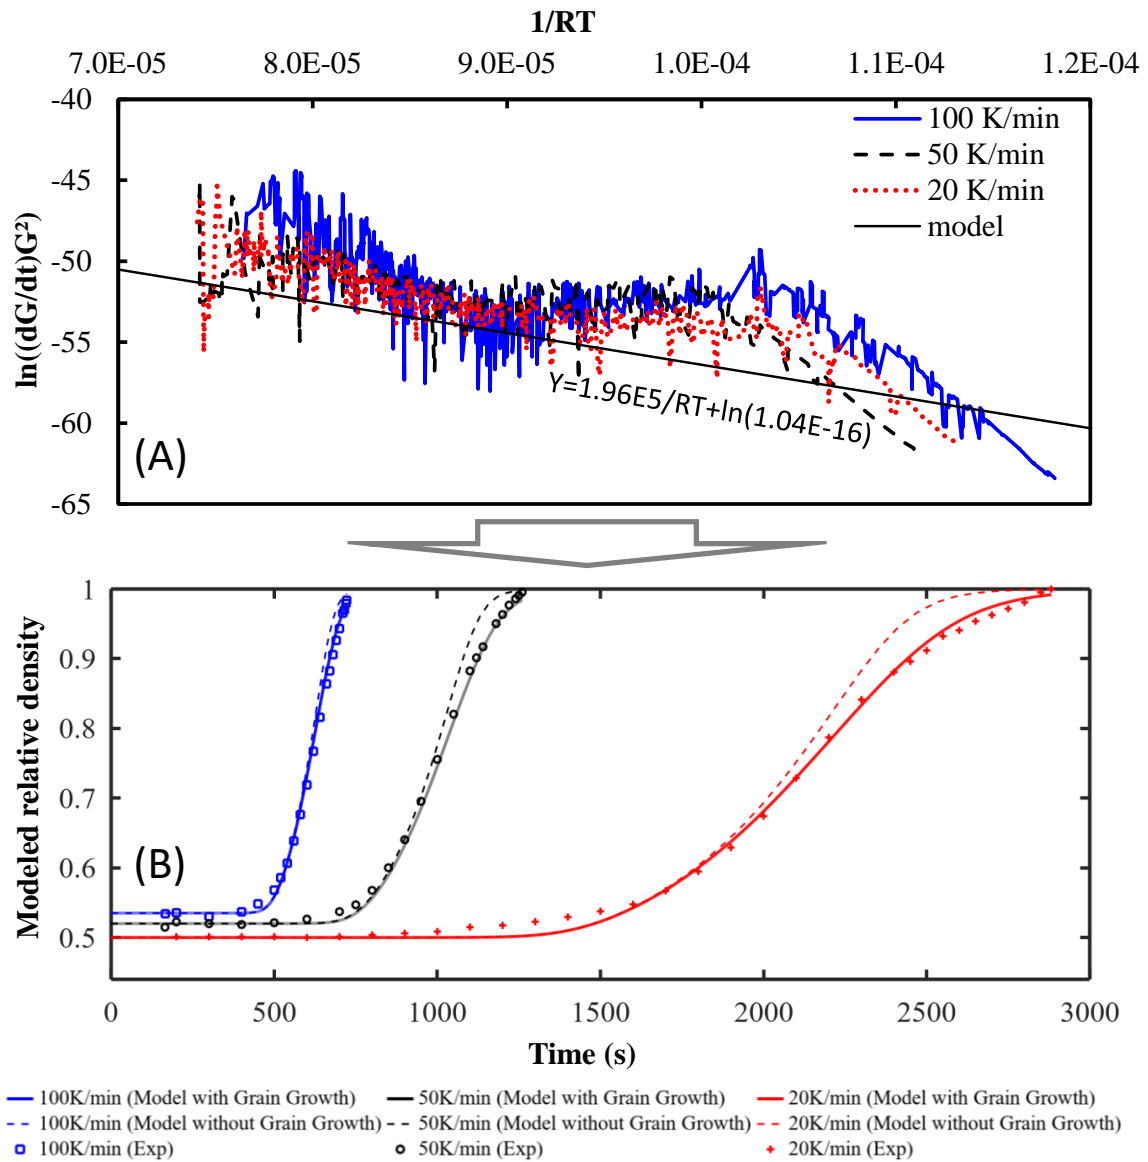 1/RT
7.0E-05 8.0E-05 9.0E-05 1.0E-04 1.1E-04 1.2E-04
-40
-45
-50
-55
-60
-65
ln((dG/dt)G²)
100 K/min
50 K/min
20 K/min
model
Y=1.96E5/RT+ln(1.04E-16)
(A)
1
0.9
0.8
0.7
0.6
0.5
Modeled relative density
(B)
0 500 1000 1500 2000 2500 3000
Time (s)
100K/min (Model with Grain Growth) 50K/min (Model with Grain Growth) 20K/min (Model with Grain Growth)
100K/min (Model without Grain Growth) 50K/min (Model without Grain Growth) 20K/min (Model without Grain Growth)
100K/min (Exp) 50K/min (Exp) 20K/min (Exp)